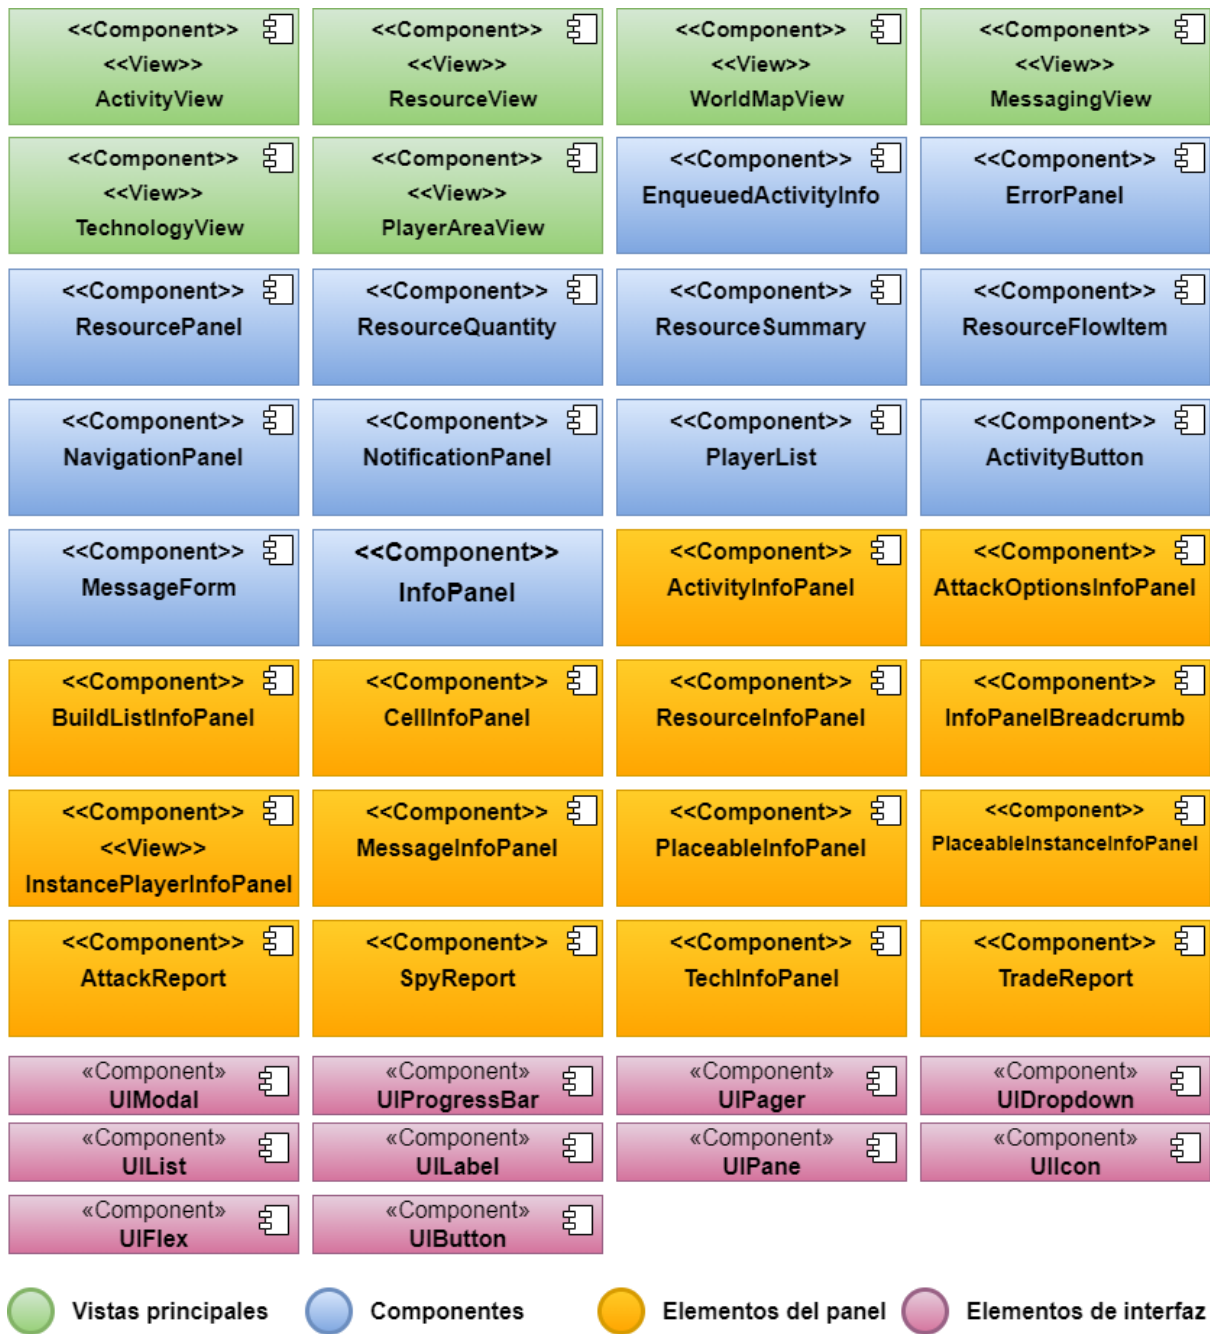 <<Component>>
<<View>>
ActivityView
<<Component>>
<<View>>
ResourceView
<<Component>>
<<View>>
WorldMapView
<<Component>>
<<View>>
MessagingView
<<Component>>
<<View>>
TechnologyView
<<Component>>
<<View>>
PlayerAreaView
<<Component>>
EnqueuedActivityInfo
<<Component>>
ErrorPanel
<<Component>>
ResourcePanel
<<Component>>
ResourceQuantity
<<Component>>
ResourceSummary
<<Component>>
ResourceFlowItem
<<Component>>
NavigationPanel
<<Component>>
NotificationPanel
<<Component>>
PlayerList
<<Component>>
ActivityButton
<<Component>>
MessageForm
<<Component>>
InfoPanel
<<Component>>
ActivityInfoPanel
<<Component>>
AttackOptionsInfoPanel
<<Component>>
BuildListInfoPanel
<<Component>>
CellInfoPanel
<<Component>>
ResourceInfoPanel
<<Component>>
InfoPanelBreadcrumb
<<Component>>
<<View>>
InstancePlayerInfoPanel
<<Component>>
MessageInfoPanel
<<Component>>
PlaceableInfoPanel
<<Component>>
PlaceableInstanceInfoPanel
<<Component>>
AttackReport
<<Component>>
SpyReport
<<Component>>
TechInfoPanel
<<Component>>
TradeReport
«Component»
UIModal
«Component»
UIProgressBar
«Component»
UIPager
«Component»
UIDropdown
«Component»
UIList
«Component»
UILabel
«Component»
UIPane
«Component»
UIIcon
«Component»
UIFlex
«Component»
UIButton
Vistas principales
Componentes
Elementos del panel
Elementos de interfaz